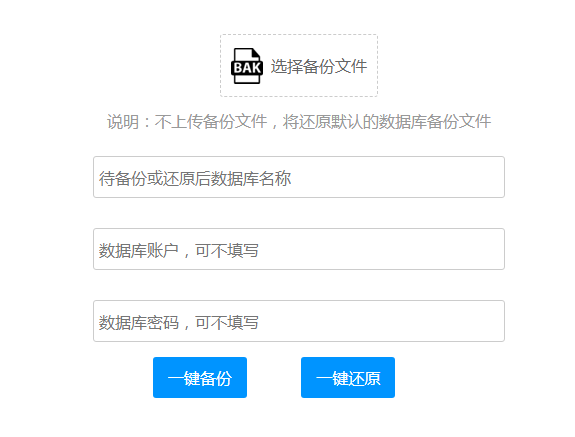 BAK 选择备份文件
说明：不上传备份文件，将还原默认的数据库备份文件
待备份或还原后数据库名称
数据库账户，可不填写
数据库密码，可不填写
一键备份 一键还原